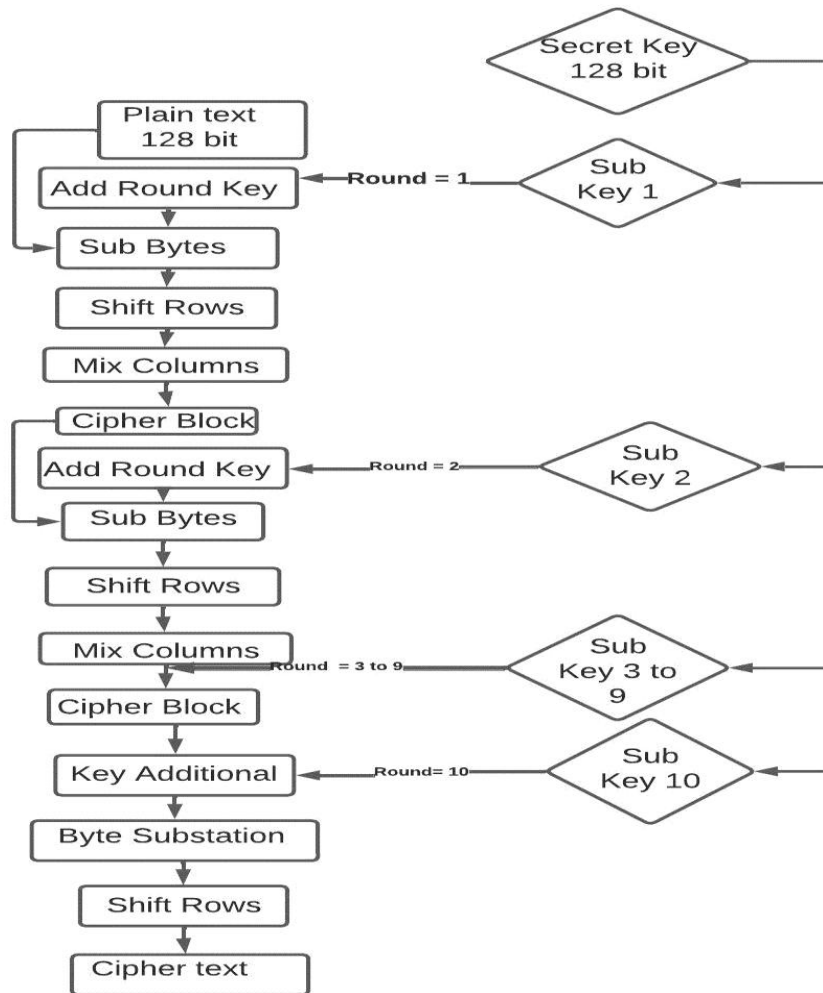 Secret Key
128 bit
Plain text
128 bit
Add Round Key
Round = 1
Sub
Key 1
Sub Bytes
Shift Rows
Mix Columns
Cipher Block
Add Round Key
Round = 2
Sub
Key 2
Sub Bytes
Shift Rows
Mix Columns
Round = 3 to 9
Sub
Key 3 to
9
Cipher Block
Key Additional
Round= 10
Sub
Key 10
Byte Substation
Shift Rows
Cipher text